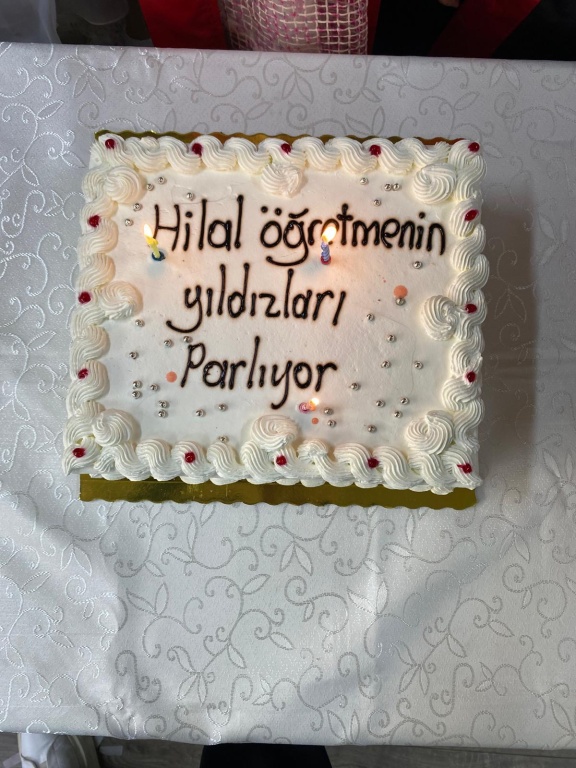 Hilal öğretmenin
yıldızları
Parlıyor